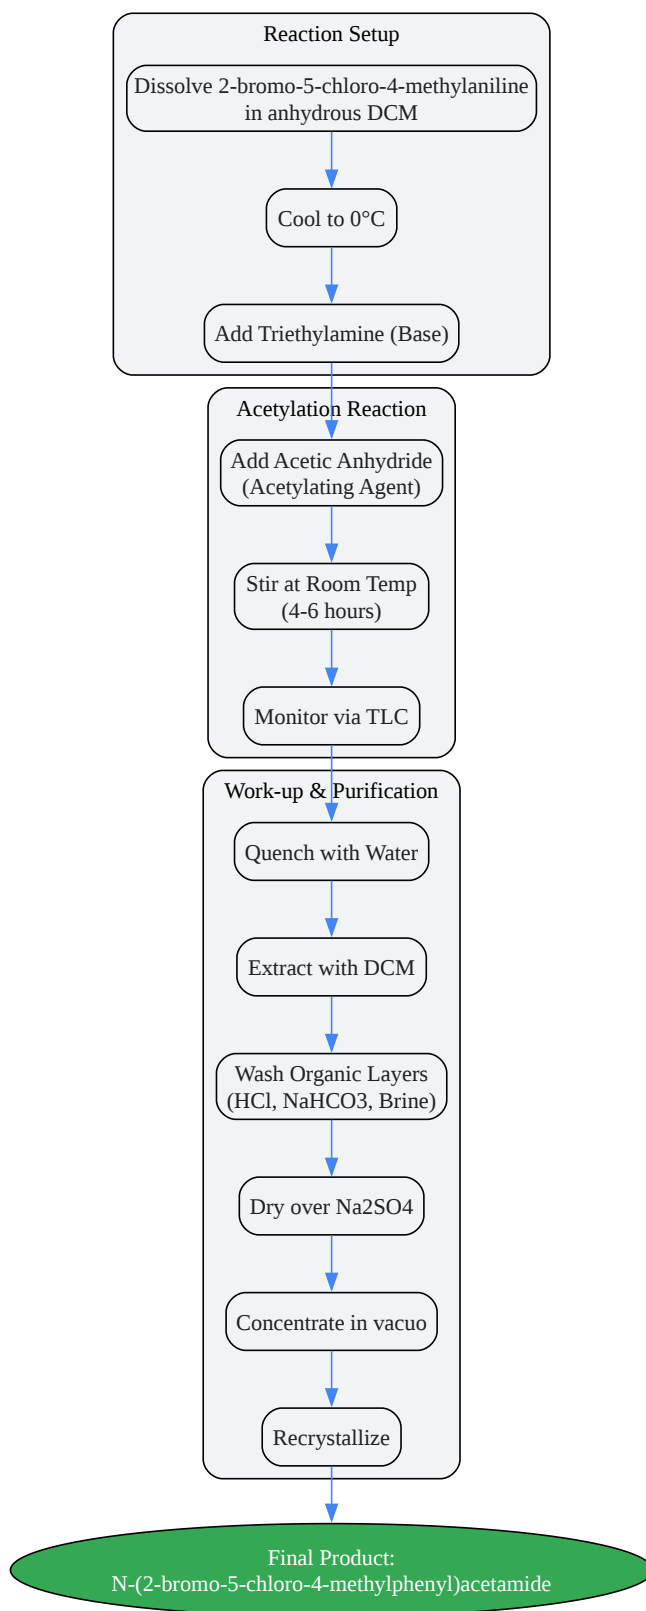 Reaction Setup
Dissolve 2-bromo-5-chloro-4-methylaniline
in anhydrous DCM
Cool to 0°C
Add Triethylamine (Base)
Acetylation Reaction
Add Acetic Anhydride
(Acetylating Agent)
Stir at Room Temp
(4-6 hours)
Monitor via TLC
Work-up & Purification
Quench with Water
Extract with DCM
Wash Organic Layers
(HCl, NaHCO3, Brine)
Dry over Na2SO4
Concentrate in vacuo
Recrystallize
Final Product:
N-(2-bromo-5-chloro-4-methylphenyl)acetamide